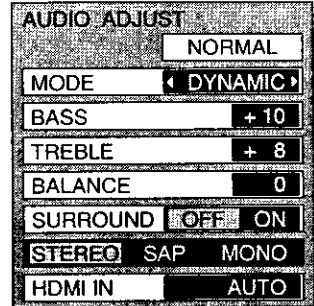 AUDIO ADJUST
NORMAL
MODE DYNAMIC
BASS + 10
TREBLE + 8
BALANCE 0
SURROUND OFF ON
STEREO SAP MONO
HDMI IN AUTO